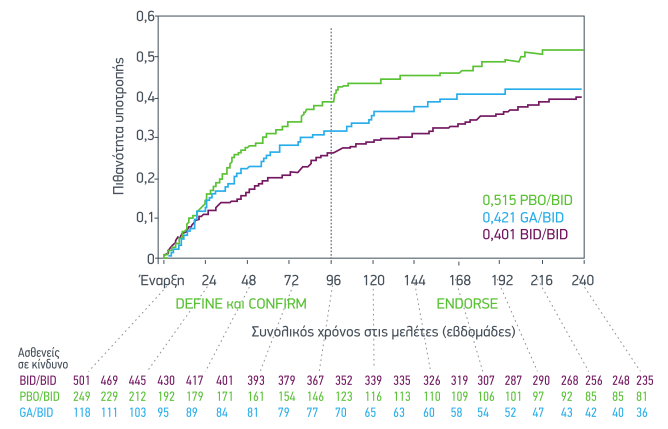 0,6
0,5
0,4
0,3
0,2
0,1
0
Πιθανότητα υποτροπής
0,515 PBO/BID
0,421 GA/BID
0,401 BID/BID
Έναρξη 24 48 72 96 120 144 168 192 216 240
DEFINE και CONFIRM ENDORSE
Συνολικός χρόνος στις μελέτες (εβδομάδες)
Ασθενείς
σε κίνδυνο
BID/BID 501 469 445 430 417 401 393 379 367 352 339 335 326 319 307 287 290 268 256 248 235
PBO/BID 249 229 212 192 179 171 161 154 146 123 116 113 110 109 106 101 97 92 85 85 81
GA/BID 118 111 103 95 89 84 81 79 77 70 65 63 60 58 54 52 47 43 42 40 36